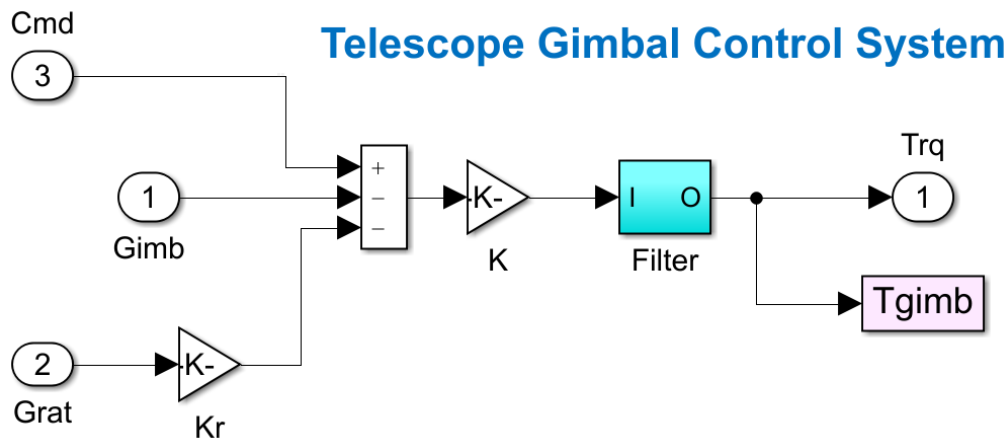 Cmd
Telescope Gimbal Control System
3
Trq
+
1
−
-K-
I O
1
−
Gimb
K
Filter
Tgimb
2
-K-
Grat
Kr